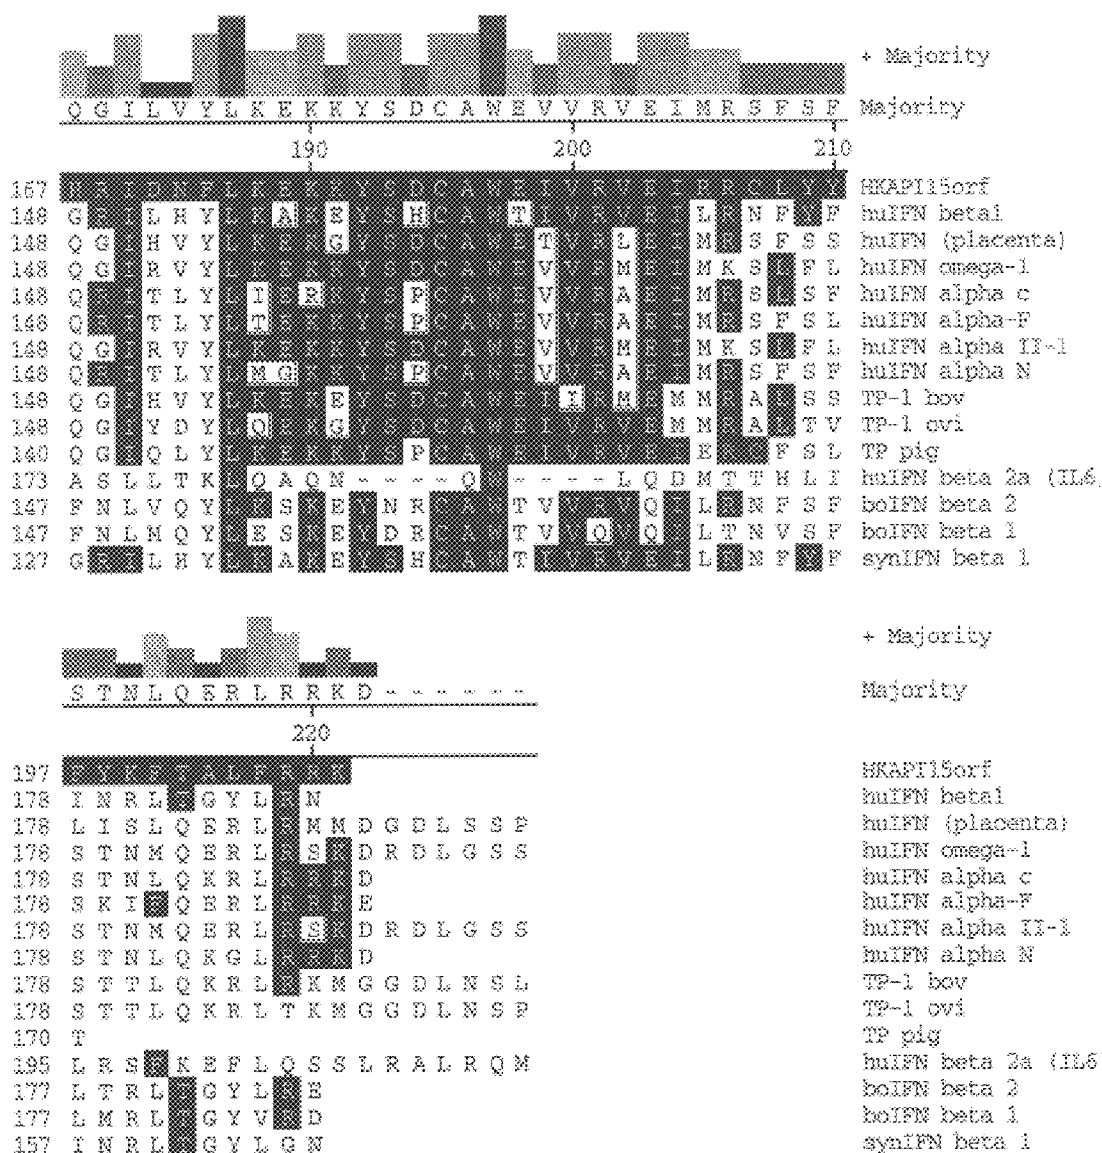 + Majority
Q G I L V Y L K E K K Y S D C A W E V V R V E I M R S F S F Majority
190 200 210
167 N R I D N F L K E K K Y S D C A W E I V R V E I R R C L Y Y HKAPI15orf
148 G R I L H Y L K A K E Y S H C A W T I V R V E I L R N F Y F huIFN beta1
148 Q G I H V Y L K E K G Y S D C A W E T V R L E I M R S F S S huIFN (placenta)
148 Q G I R V Y L K E K K Y S D C A W E V V R M E I M K S L F L huIFN omega-1
148 Q R I T L Y L I E R K Y S P C A W E V V R A E I M R S L S F huIFN alpha c
148 Q R I T L Y L T E K K Y S P C A W E V V R A E I M R S F S L huIFN alpha-F
148 Q G I R V Y L K E K K Y S D C A W E V V R M E I M K S L F L huIFN alpha II-1
148 Q R I T L Y L M G K K Y S P C A W E V V R A E I M R S F S F huIFN alpha N
148 Q G I H V Y L K E K E Y S D C A W E I I R M E M M R A L S S TP-1 bov
148 Q G I Y D Y L Q E K G Y S D C A W E I V R V E M M R A L T V TP-1 ovi
140 Q G I Q L Y L K E K K Y S P C A W E I V S V E I E R C F S L TP pig
173 A S L L T K L Q A Q N - - - - Q W - - - - L Q D M T T H L I huIFN beta 2a (IL6
147 F N L V Q Y L K S K E Y N R C A W T V V R V Q I L R N F S F boIFN beta 2
147 F N L M Q Y L E S K E Y D R C A W T V V Q V Q I L T N V S F boIFN beta 1
127 G R I L H Y L K A K E Y S H C A W T I V R V E I L R N F Y F synIFN beta 1
+ Majority
S T N L Q E R L R R K D - - - - - - Majority
220
197 F Y K F T A L F R R K HKAPI15orf
178 I N R L T G Y L R N huIFN beta1
178 L I S L Q E R L R M M D G D L S S P huIFN (placenta)
178 S T N M Q E R L R S K D R D L G S S huIFN omega-1
178 S T N L Q K R L R R K D huIFN alpha c
178 S K I F Q E R L R R K E huIFN alpha-F
178 S T N M Q E R L R S K D R D L G S S huIFN alpha II-1
178 S T N L Q K G L R R K D huIFN alpha N
178 S T T L Q K R L R K M G G D L N S L TP-1 bov
178 S T T L Q K R L T K M G G D L N S P TP-1 ovi
170 T TP pig
195 L R S F K E F L Q S S L R A L R Q M huIFN beta 2a (IL6
177 L T R L T G Y L R E boIFN beta 2
177 L M R L T G Y V R D boIFN beta 1
157 I N R L T G Y L G N synIFN beta 1